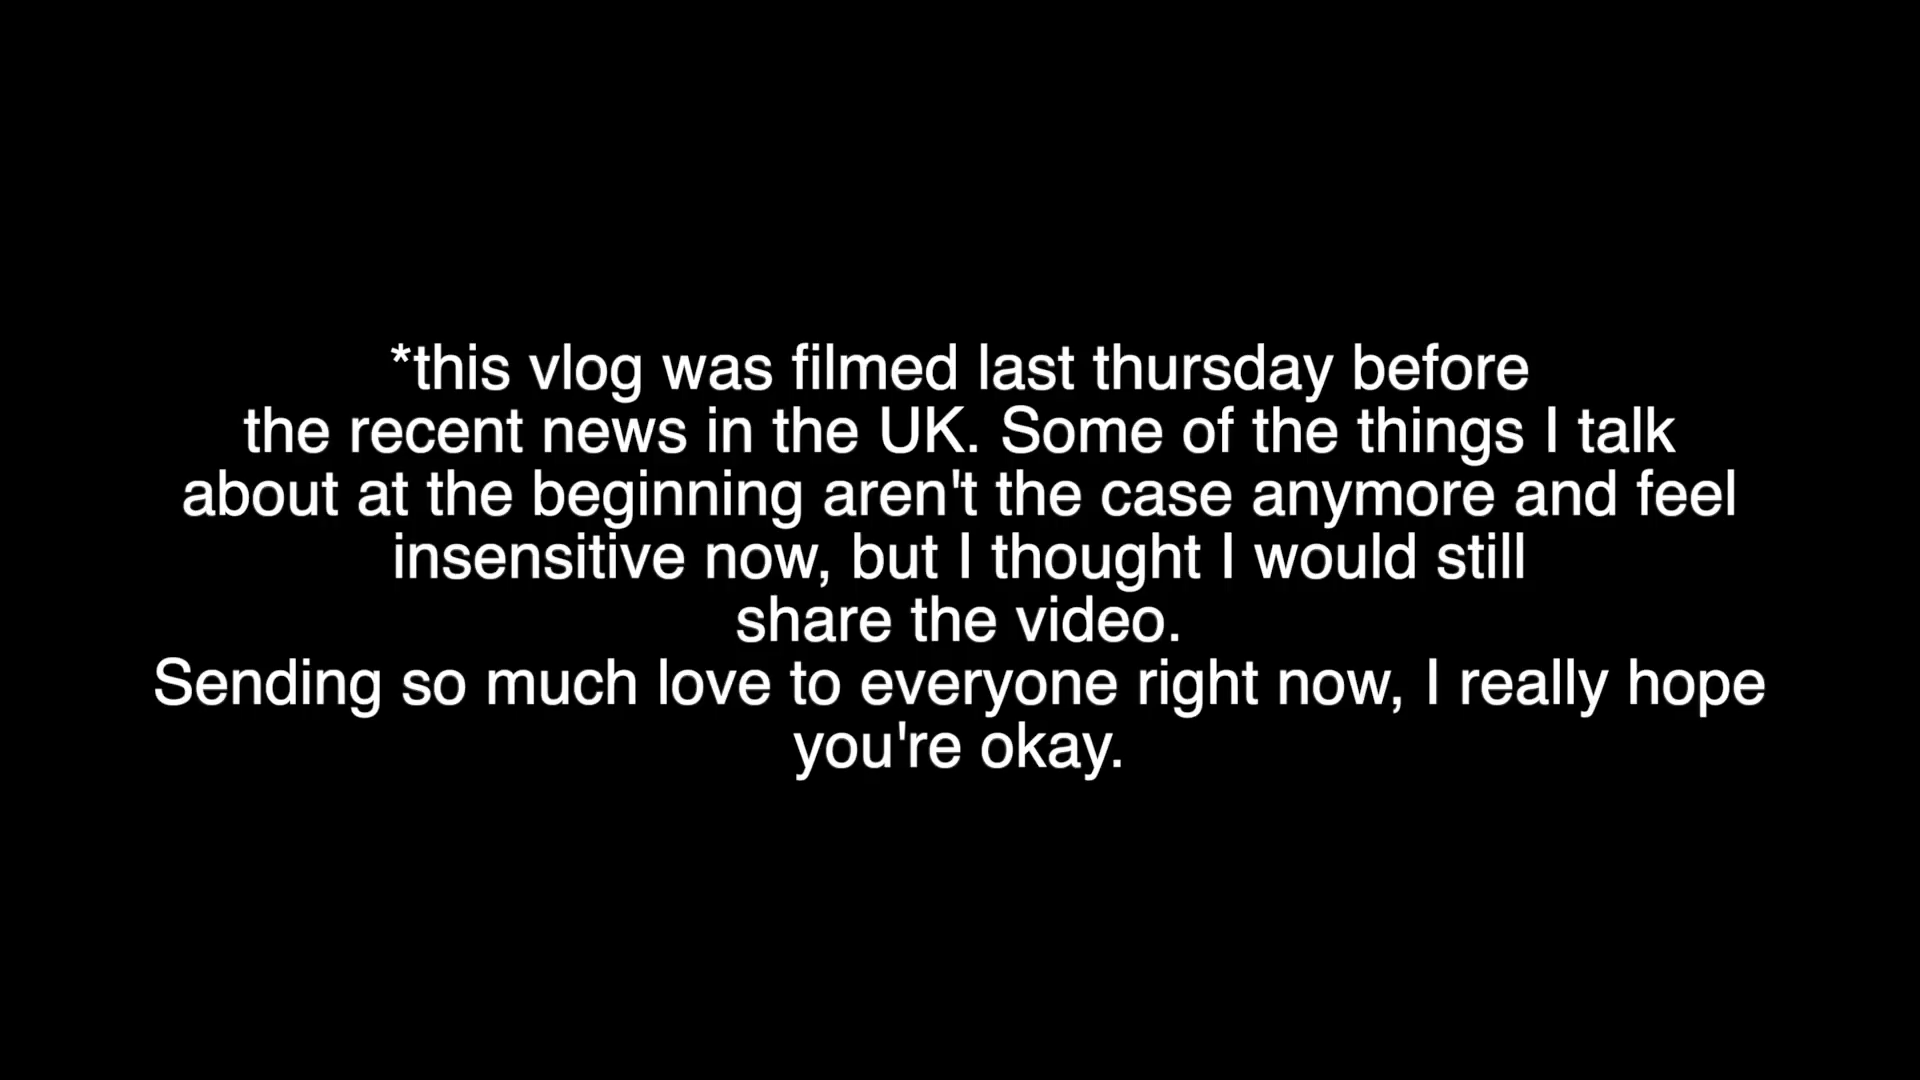 *this vlog was filmed last thursday before
the recent news in the UK. Some of the things I talk
about at the beginning aren't the case anymore and feel
insensitive now, but I thought I would still
share the video.
Sending so much love to everyone right now, I really hope
you're okay.